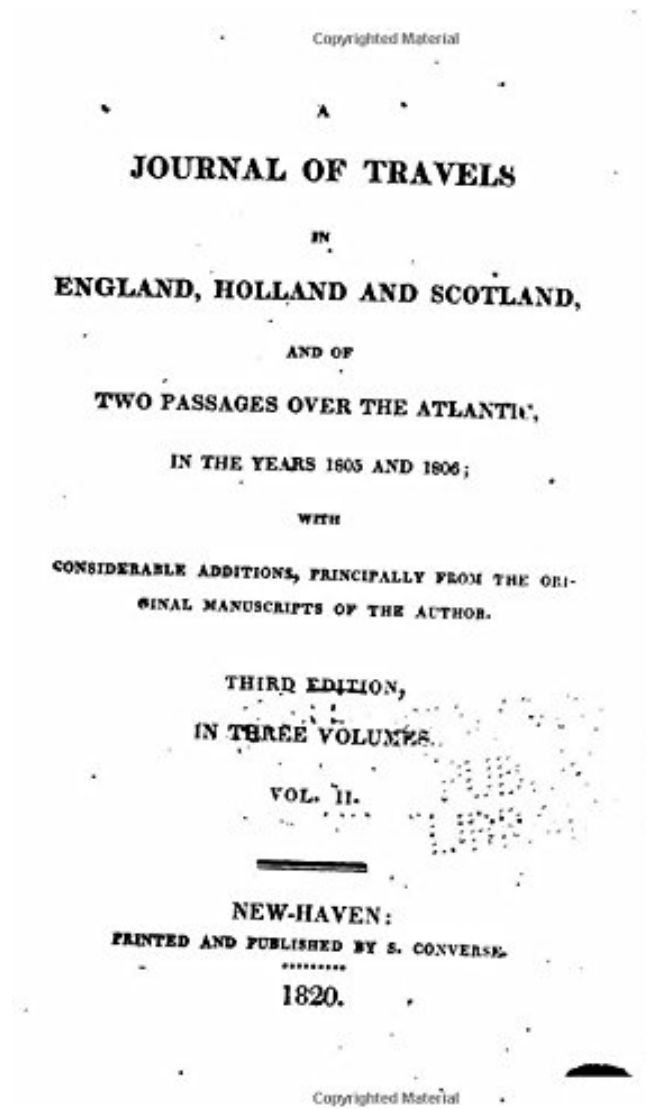 Copyrighted Material
A
JOURNAL OF TRAVELS
IN
ENGLAND, HOLLAND AND SCOTLAND,
AND OF
TWO PASSAGES OVER THE ATLANTIC,
IN THE YEARS 1805 AND 1806;
WITH
CONSIDERABLE ADDITIONS, PRINCIPALLY FROM THE ORI-
GINAL MANUSCRIPTS OF THE AUTHOR.
THIRD EDITION,
IN THREE VOLUMES.
VOL. II.
PUB
NEW-HAVEN:
PRINTED AND PUBLISHED BY S. CONVERSE.
1820.
Copyrighted Material